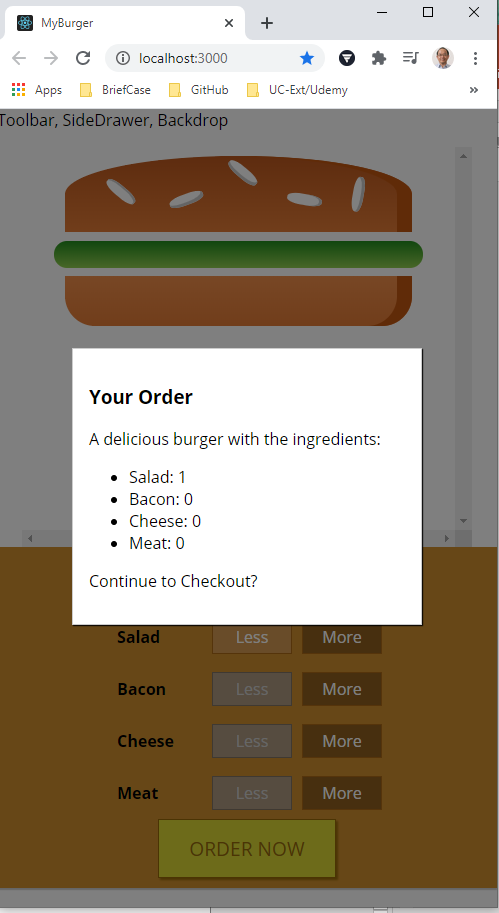 MyBurger
localhost:3000
Apps BriefCase GitHub UC-Ext/Udemy »
Toolbar, SideDrawer, Backdrop
Your Order
A delicious burger with the ingredients:
• Salad: 1
• Bacon: 0
• Cheese: 0
• Meat: 0
Continue to Checkout?
Salad Less More
Bacon Less More
Cheese Less More
Meat Less More
ORDER NOW